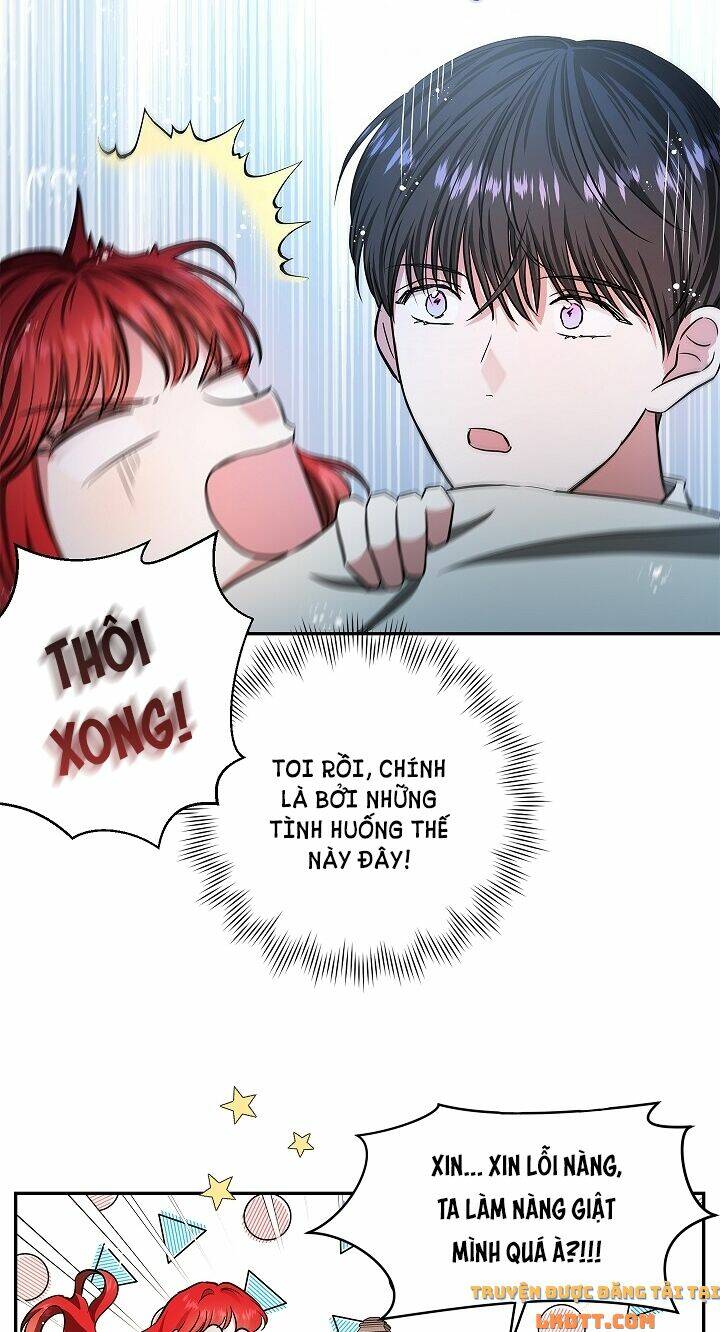 THÔI
XONG!
TOI RỒI, CHÍNH
LÀ BỞI NHỮNG
TÌNH HUỐNG THẾ
NÀY ĐÂY!
XIN... XIN LỖI NÀNG,
TA LÀM NÀNG GIẬT
MÌNH QUÁ À?!!!
TRUYỆN ĐƯỢC ĐĂNG TẢI TẠI
LHDTT.COM